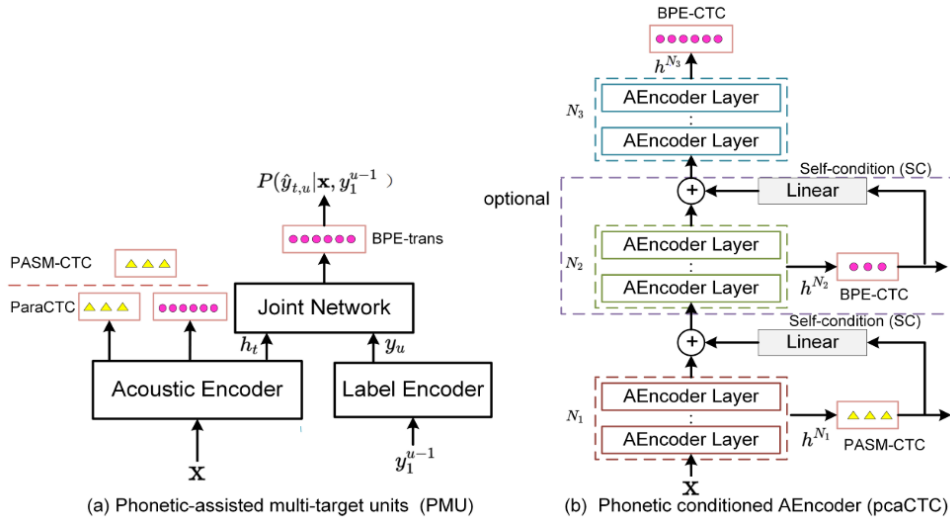 P(ŷ_{t,u}|x, y_1^{u-1} )
BPE-trans
PASM-CTC
ParaCTC
Joint Network
h_t
y_u
Acoustic Encoder
Label Encoder
x
y_1^{u-1}
(a) Phonetic-assisted multi-target units (PMU)
BPE-CTC
h^{N_3}
N_3
AEncoder Layer
⋮
AEncoder Layer
Self-condition (SC)
+
Linear
optional
N_2
AEncoder Layer
⋮
AEncoder Layer
h^{N_2}
BPE-CTC
Self-condition (SC)
+
Linear
N_1
AEncoder Layer
⋮
AEncoder Layer
h^{N_1}
PASM-CTC
x
(b) Phonetic conditioned AEncoder (pcaCTC)